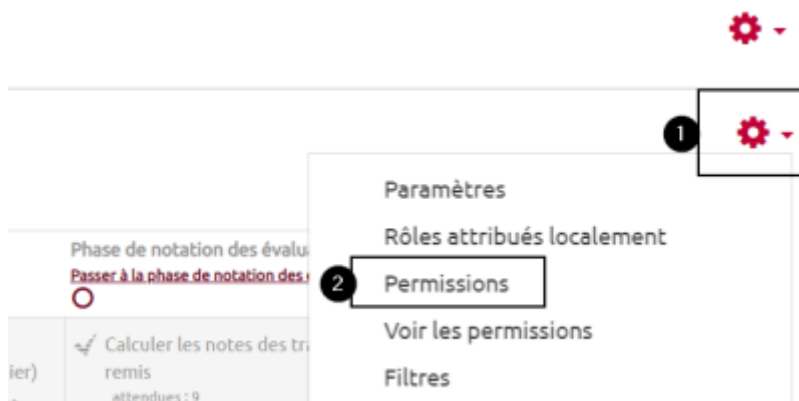 1
Paramètres
Rôles attribués localement
Phase de notation des évalu
Passer à la phase de notation des
2
Permissions
Voir les permissions
Calculer les notes des tra
ier)
remis
Filtres
attendues : 9